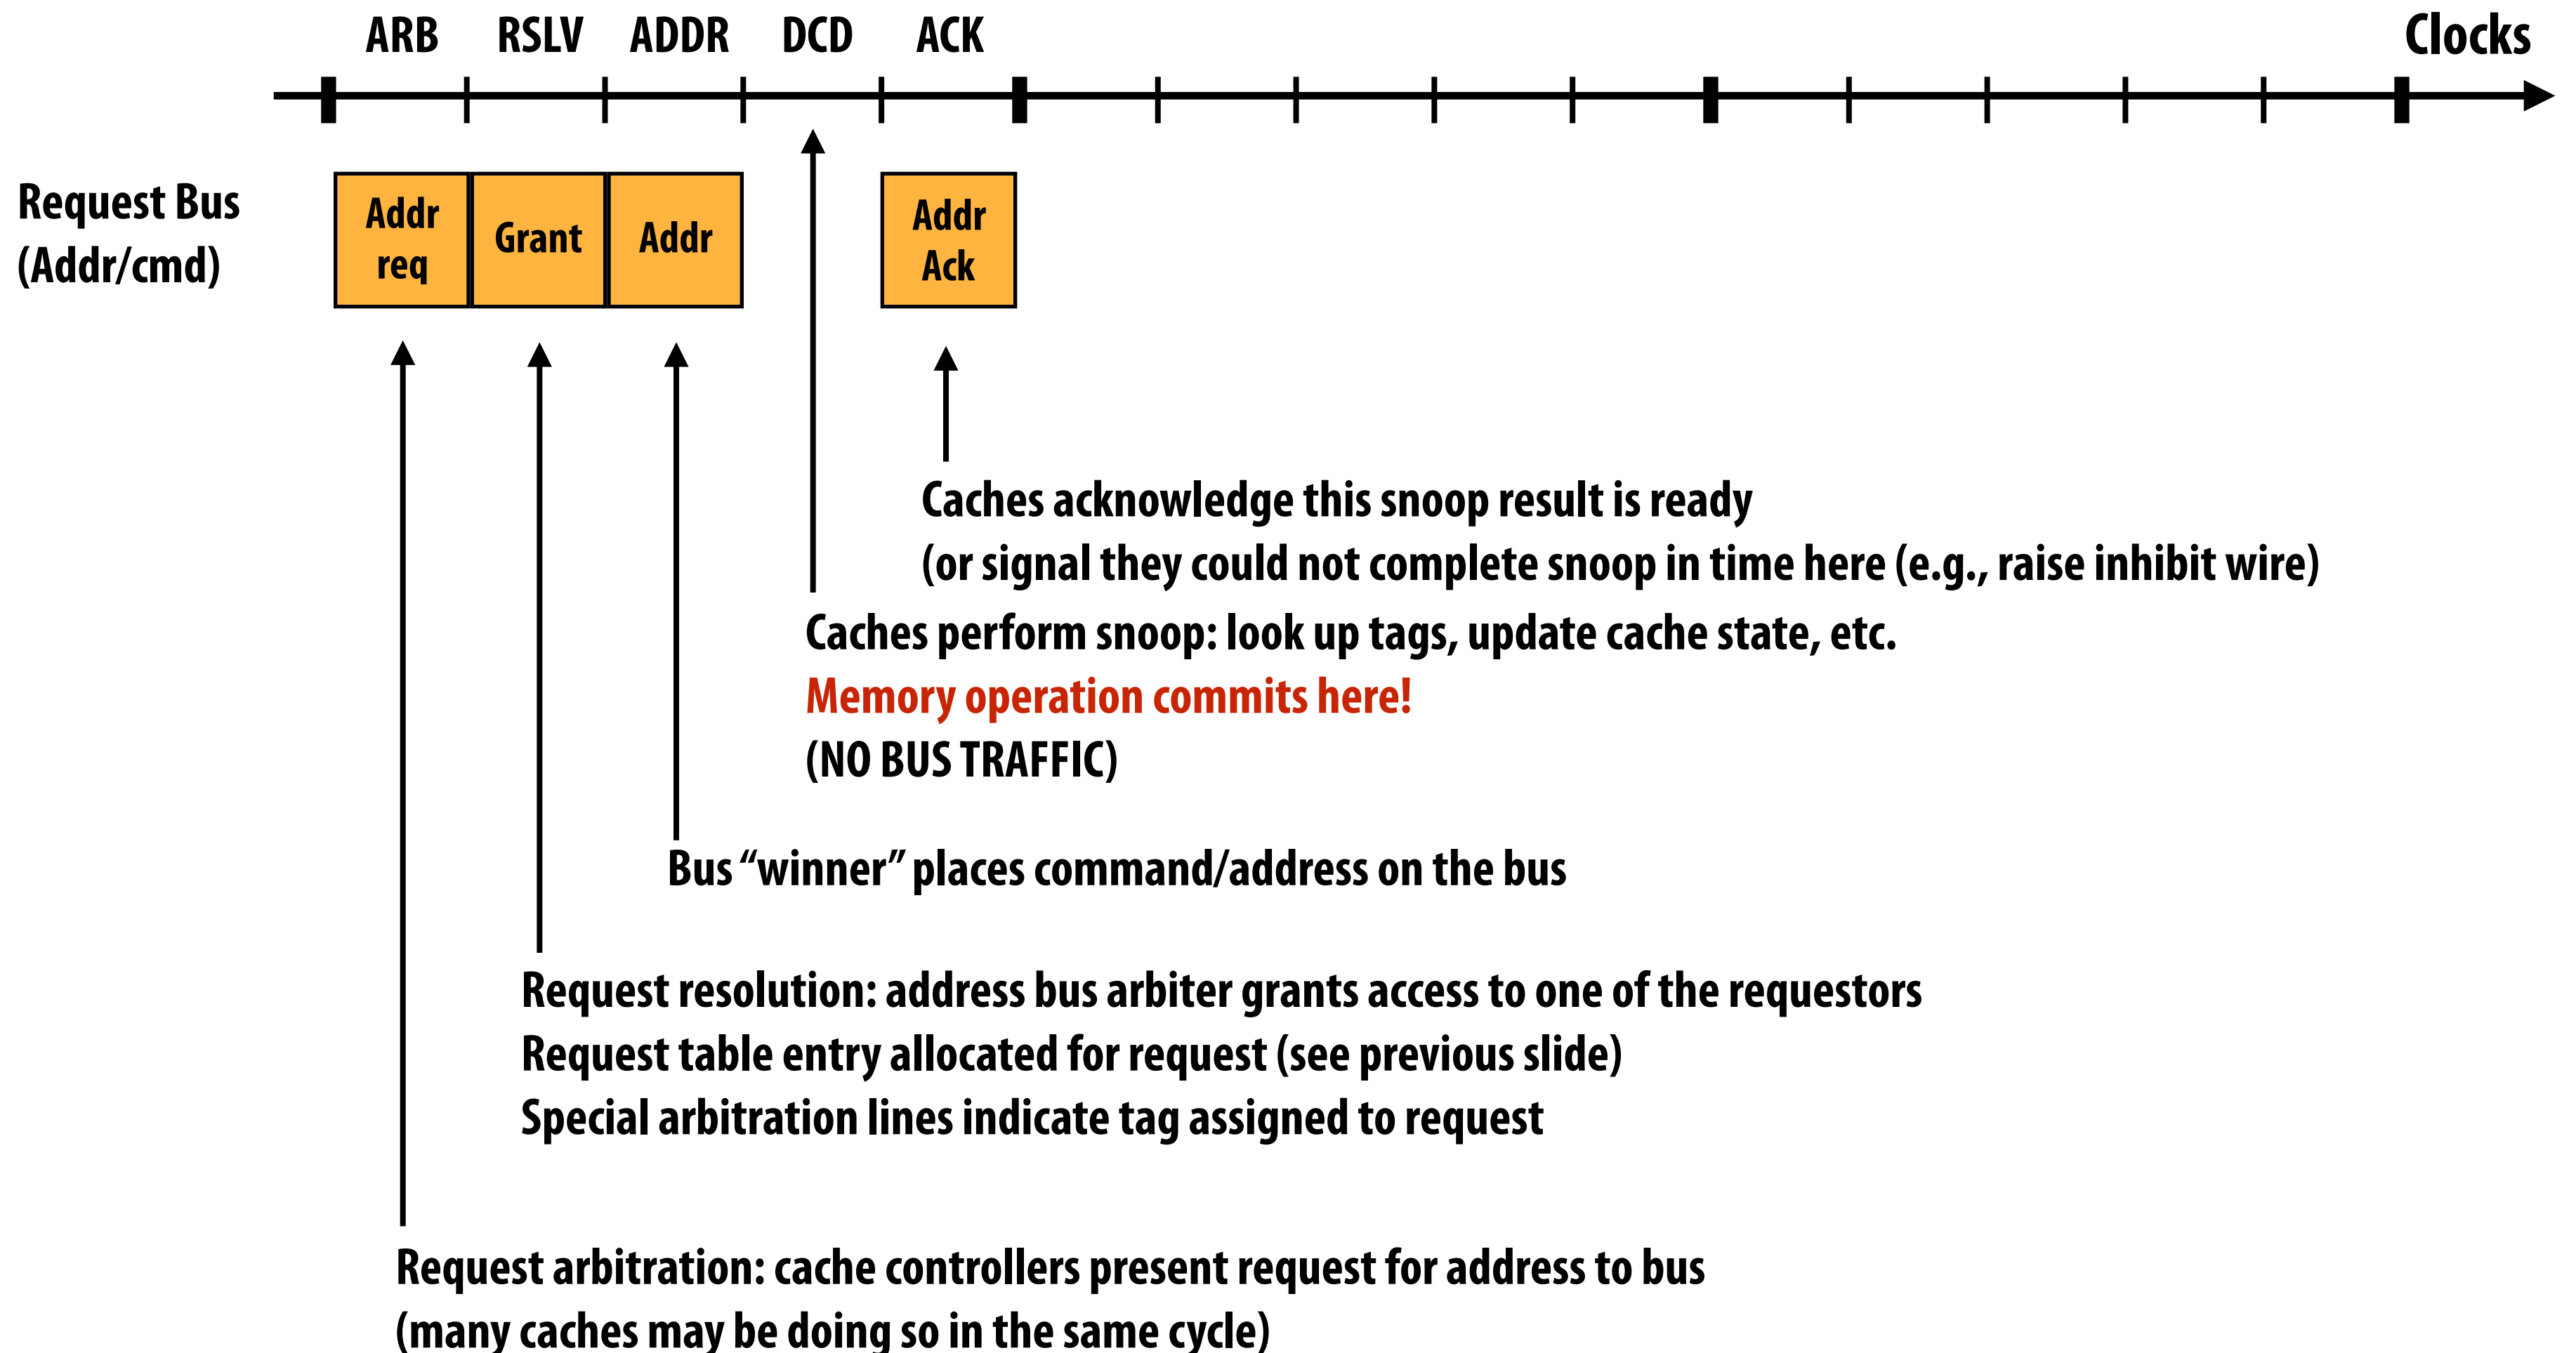 ARB RSLV ADDR DCD ACK Clocks
Request Bus
(Addr/cmd)
Addr
req
Grant
Addr
Addr
Ack
Caches acknowledge this snoop result is ready
(or signal they could not complete snoop in time here (e.g., raise inhibit wire)
Caches perform snoop: look up tags, update cache state, etc.
Memory operation commits here!
(NO BUS TRAFFIC)
Bus “winner” places command/address on the bus
Request resolution: address bus arbiter grants access to one of the requestors
Request table entry allocated for request (see previous slide)
Special arbitration lines indicate tag assigned to request
Request arbitration: cache controllers present request for address to bus
(many caches may be doing so in the same cycle)